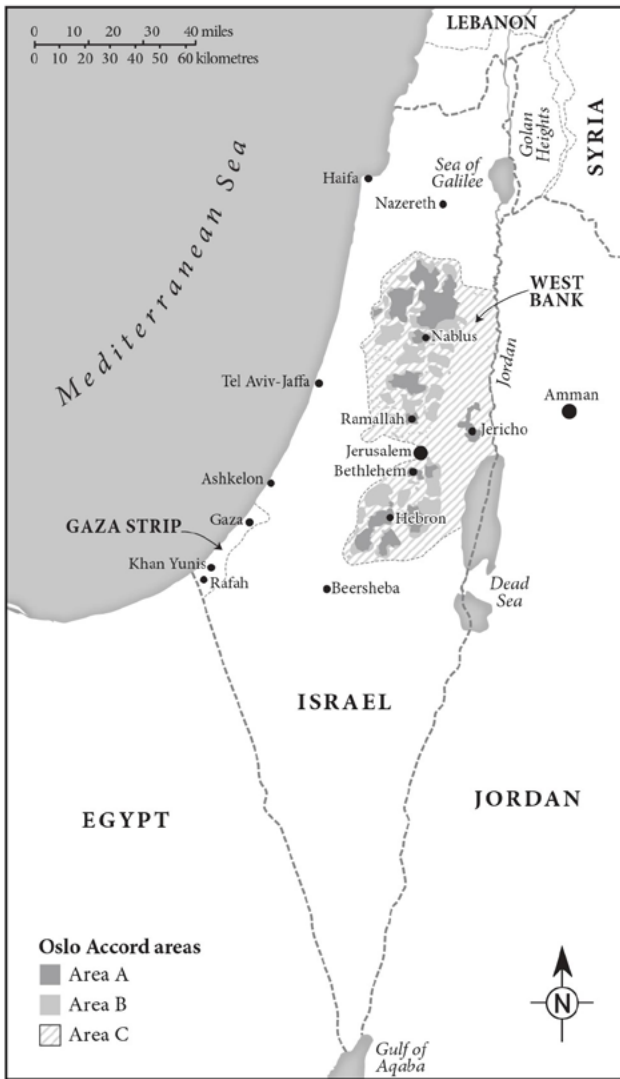 0 10 20 30 40 miles
0 10 20 30 40 50 60 kilometres
LEBANON
Mediterranean Sea
Golan
Heights
SYRIA
Sea of
Galilee
Haifa
Nazereth
WEST
BANK
Nablus
Jordan
Tel Aviv-Jaffa
Amman
Ramallah
Jericho
Jerusalem
Bethlehem
Ashkelon
Gaza
Hebron
GAZA STRIP
Khan Yunis
Rafah
Beersheba
Dead
Sea
ISRAEL
JORDAN
EGYPT
Oslo Accord areas
Area A
Area B
Area C
N
Gulf of
Aqaba